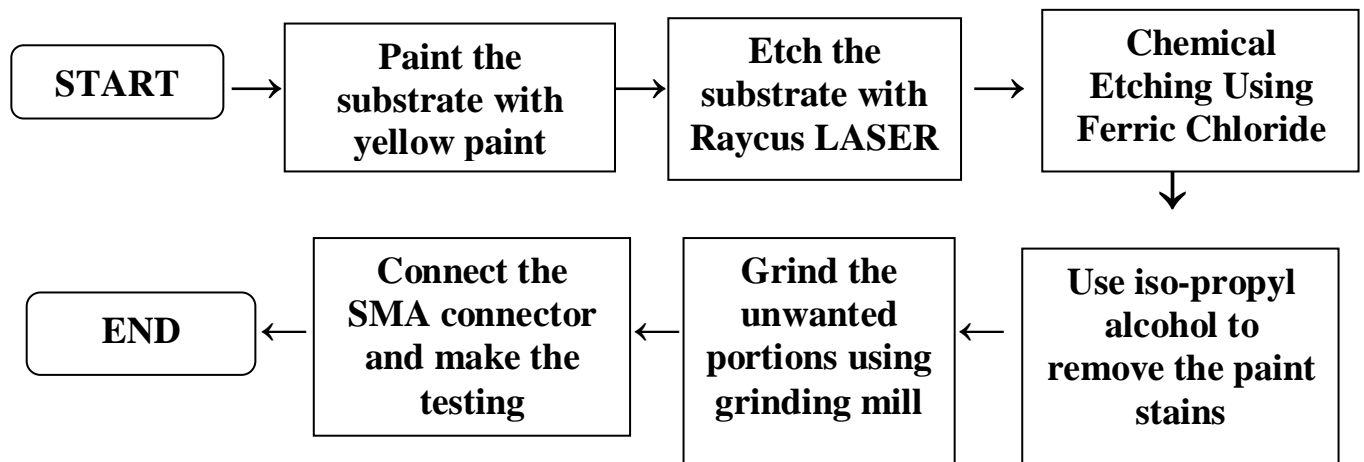 START
Paint the
substrate with
yellow paint
Etch the
substrate with
Raycus LASER
Chemical
Etching Using
Ferric Chloride
Use iso-propyl
alcohol to
remove the paint
stains
Grind the
unwanted
portions using
grinding mill
Connect the
SMA connector
and make the
testing
END